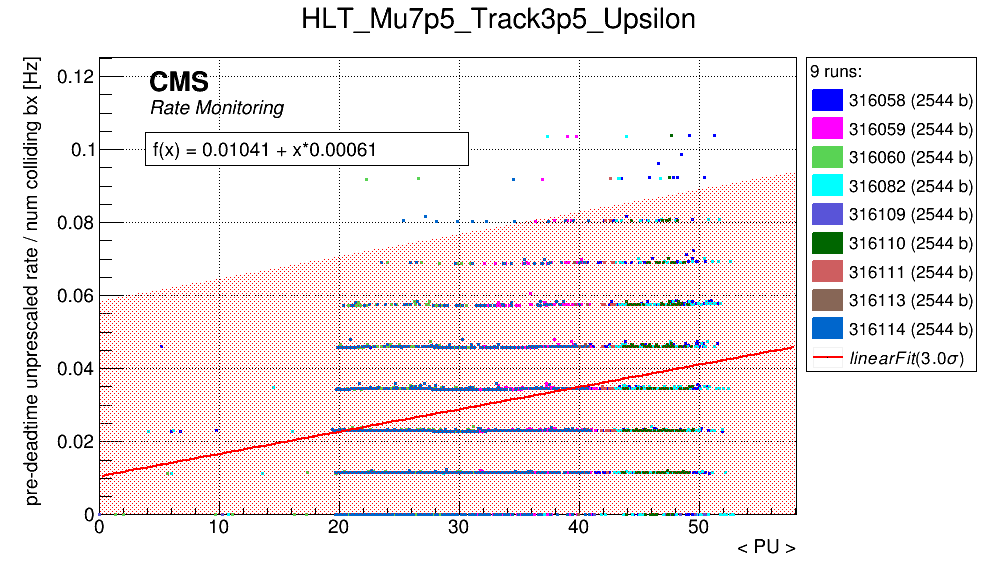 HLT_Mu7p5_Track3p5_Upsilon
pre-deadtime unprescaled rate / num colliding bx [Hz]
0.12
0.1
0.08
0.06
0.04
0.02
0
CMS
Rate Monitoring
f(x) = 0.01041 + x*0.00061
0 10 20 30 40 50
< PU >
9 runs:
316058 (2544 b)
316059 (2544 b)
316060 (2544 b)
316082 (2544 b)
316109 (2544 b)
316110 (2544 b)
316111 (2544 b)
316113 (2544 b)
316114 (2544 b)
linearFit(3.0σ)